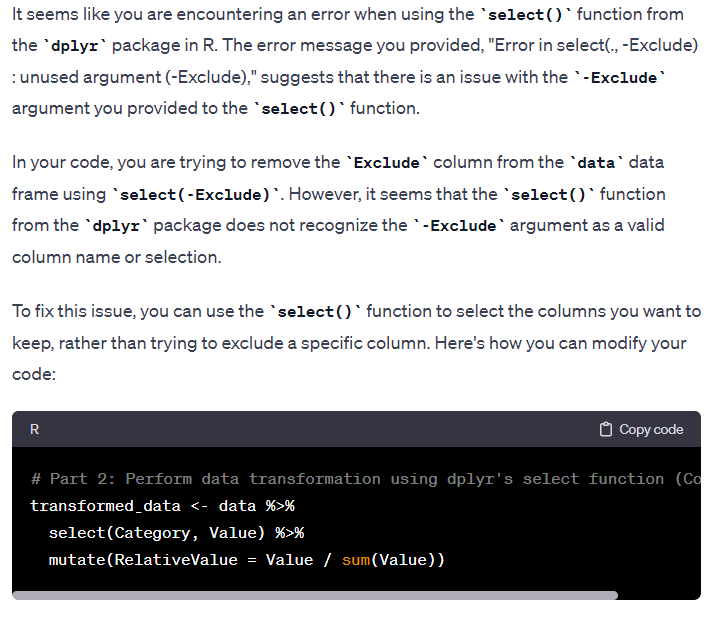 It seems like you are encountering an error when using the `select()` function from
the `dplyr` package in R. The error message you provided, "Error in select(., -Exclude)
: unused argument (-Exclude)," suggests that there is an issue with the `-Exclude`
argument you provided to the `select()` function.
In your code, you are trying to remove the `Exclude` column from the `data` data
frame using `select(-Exclude)`. However, it seems that the `select()` function
from the `dplyr` package does not recognize the `-Exclude` argument as a valid
column name or selection.
To fix this issue, you can use the `select()` function to select the columns you want to
keep, rather than trying to exclude a specific column. Here's how you can modify your
code:
R Copy code
# Part 2: Perform data transformation using dplyr's select function (Co
transformed_data <- data %>%
  select(Category, Value) %>%
  mutate(RelativeValue = Value / sum(Value))